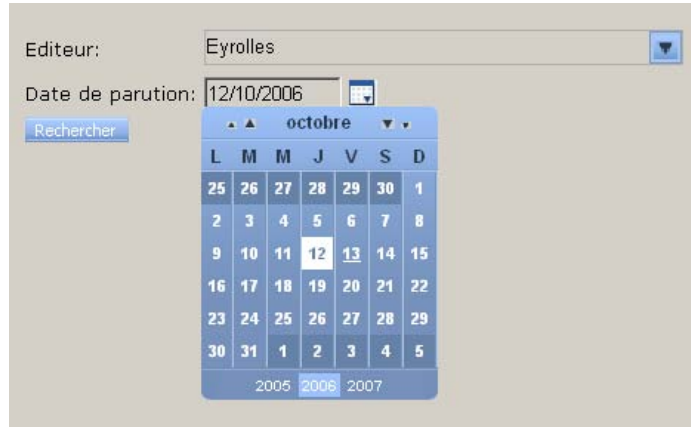 Editeur: Eyrolles
Date de parution: 12/10/2006
Rechercher
octobre
L M M J V S D
25 26 27 28 29 30 1
2 3 4 5 6 7 8
9 10 11 12 13 14 15
16 17 18 19 20 21 22
23 24 25 26 27 28 29
30 31 1 2 3 4 5
2005 2006 2007